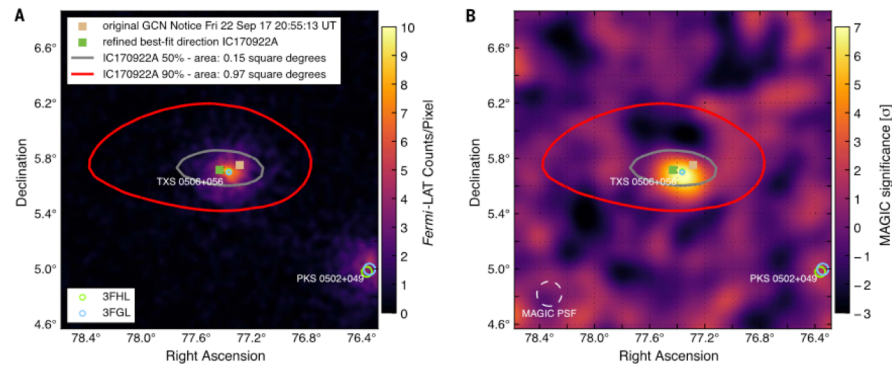 A
original GCN Notice Fri 22 Sep 17 20:55:13 UT
refined best-fit direction IC170922A
IC170922A 50% - area: 0.15 square degrees
IC170922A 90% - area: 0.97 square degrees
6.6°
6.2°
5.8°
5.4°
5.0°
4.6°
Declination
TXS 0506+056
PKS 0502+049
3FHL
3FGL
78.4° 78.0° 77.6° 77.2° 76.8° 76.4°
Right Ascension
10
9
8
7
6
5
4
3
2
1
0
Fermi-LAT Counts/Pixel
B
6.6°
6.2°
5.8°
5.4°
5.0°
4.6°
Declination
TXS 0506+056
PKS 0502+049
MAGIC PSF
78.4° 78.0° 77.6° 77.2° 76.8° 76.4°
Right Ascension
7
6
5
4
3
2
1
0
−1
−2
−3
MAGIC significance [σ]